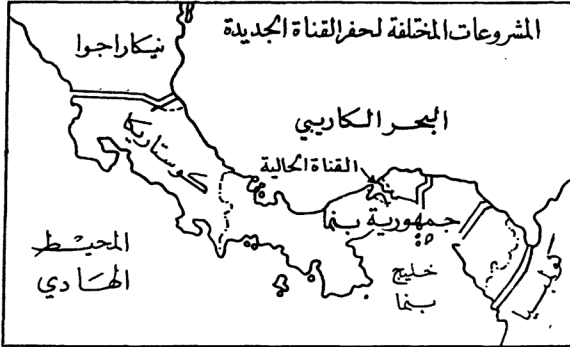 المشروعات المختلفة لحفر القناة الجديدة
نيكاراجوا
البحر الكاريبي
كوستاريكا
القناة الحالية
جمهورية بنما
المحيط
الهادي
خليج
بنما